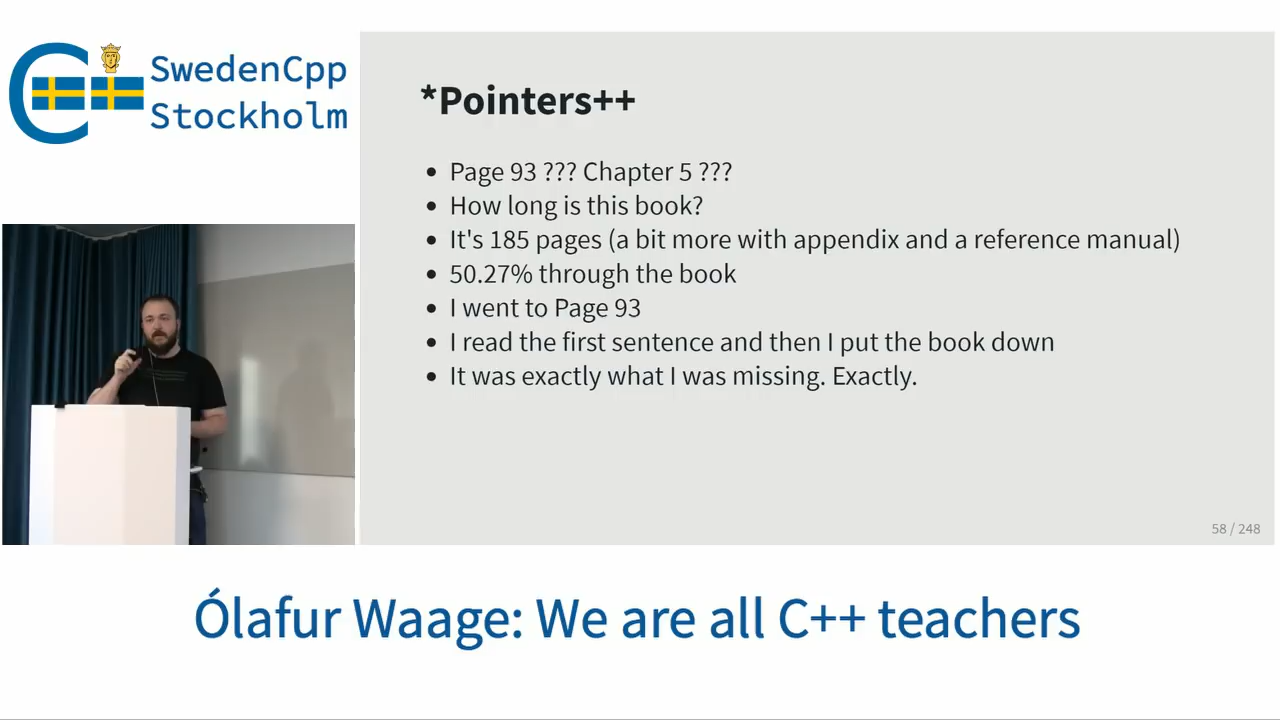 SwedenCpp
Stockholm
*Pointers++
• Page 93 ??? Chapter 5 ???
• How long is this book?
• It's 185 pages (a bit more with appendix and a reference manual)
• 50.27% through the book
• I went to Page 93
• I read the first sentence and then I put the book down
• It was exactly what I was missing. Exactly.
58 / 248
Ólafur Waage: We are all C++ teachers